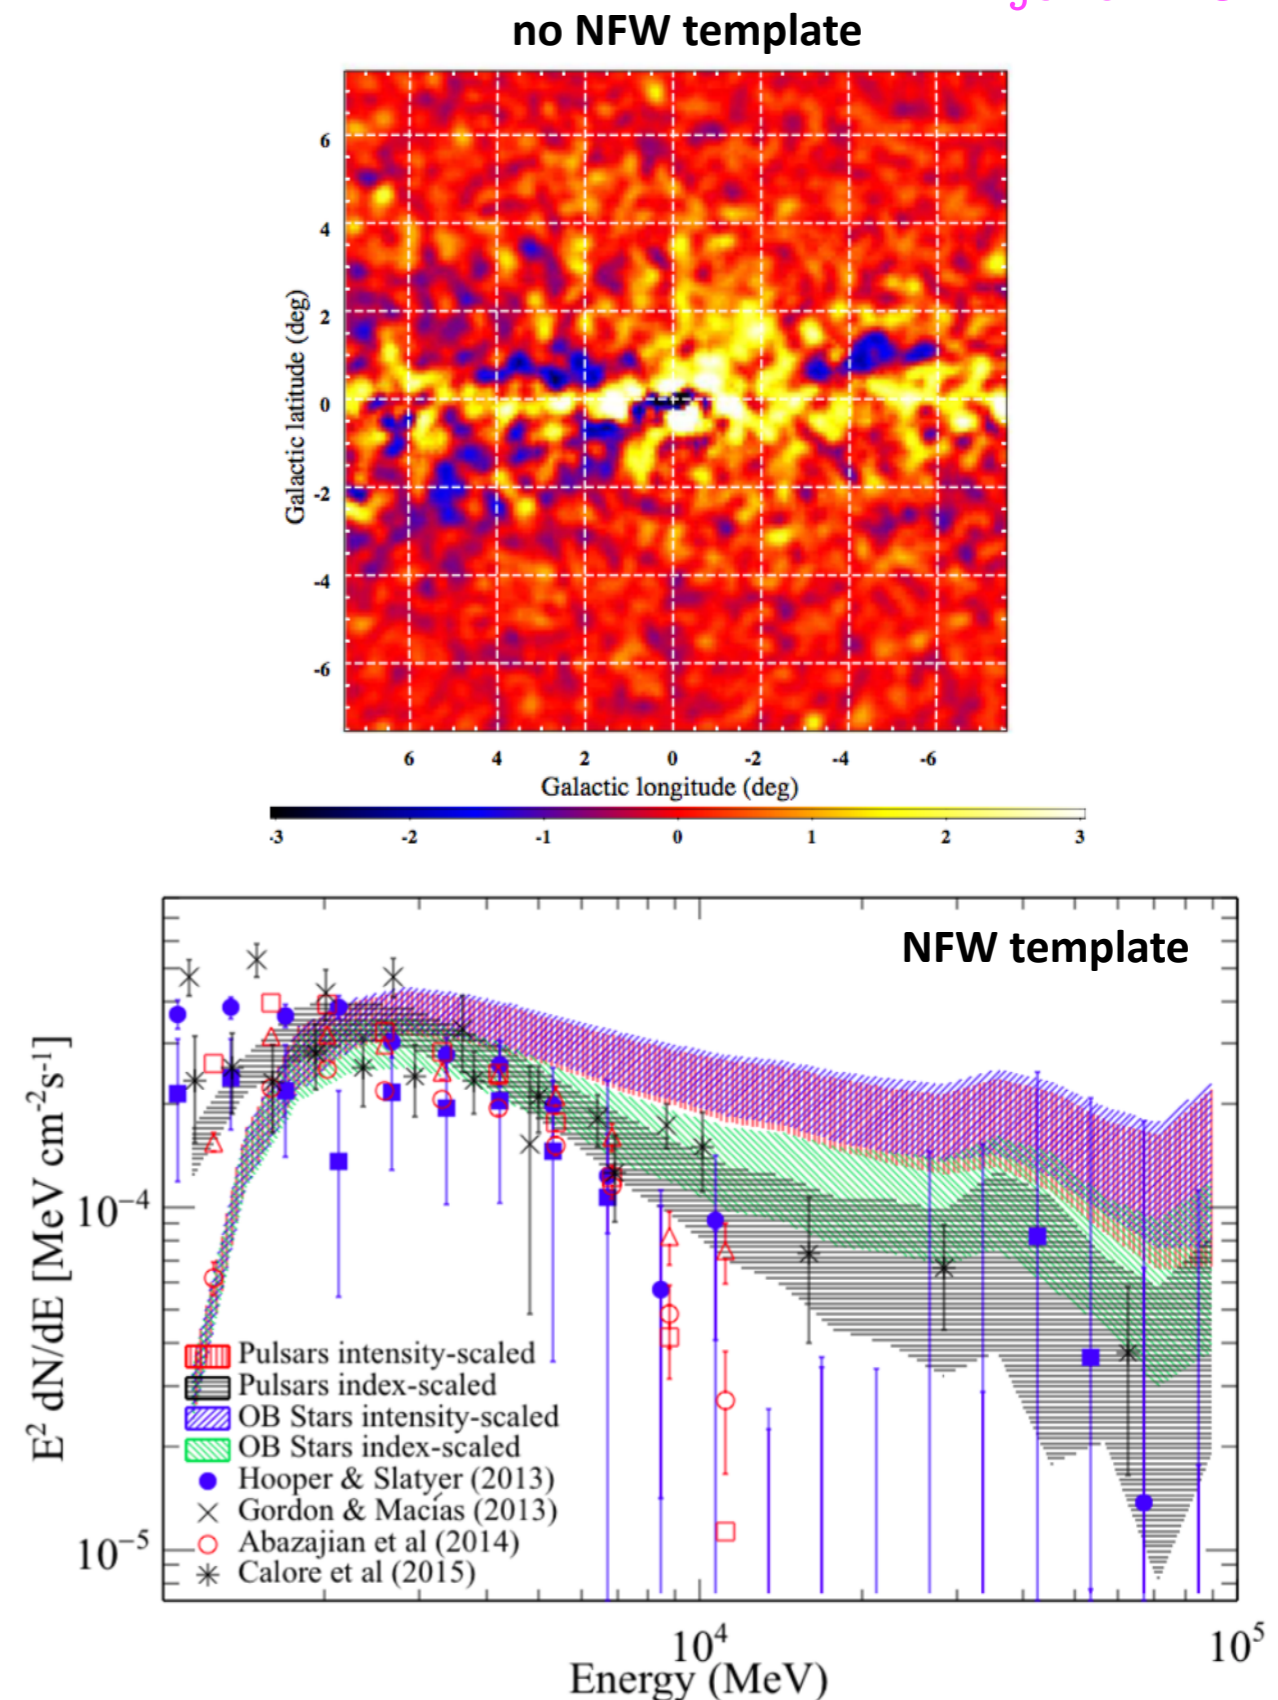 no NFW template
6
4
2
0
-2
-4
-6
Galactic latitude (deg)
6 4 2 0 -2 -4 -6
Galactic longitude (deg)
-3 -2 -1 0 1 2 3
NFW template
E² dN/dE [MeV cm⁻²s⁻¹]
10⁻⁴
10⁻⁵
Pulsars intensity-scaled
Pulsars index-scaled
OB Stars intensity-scaled
OB Stars index-scaled
Hooper & Slatyer (2013)
Gordon & Macías (2013)
Abazajian et al (2014)
Calore et al (2015)
10⁴ 10⁵
Energy (MeV)